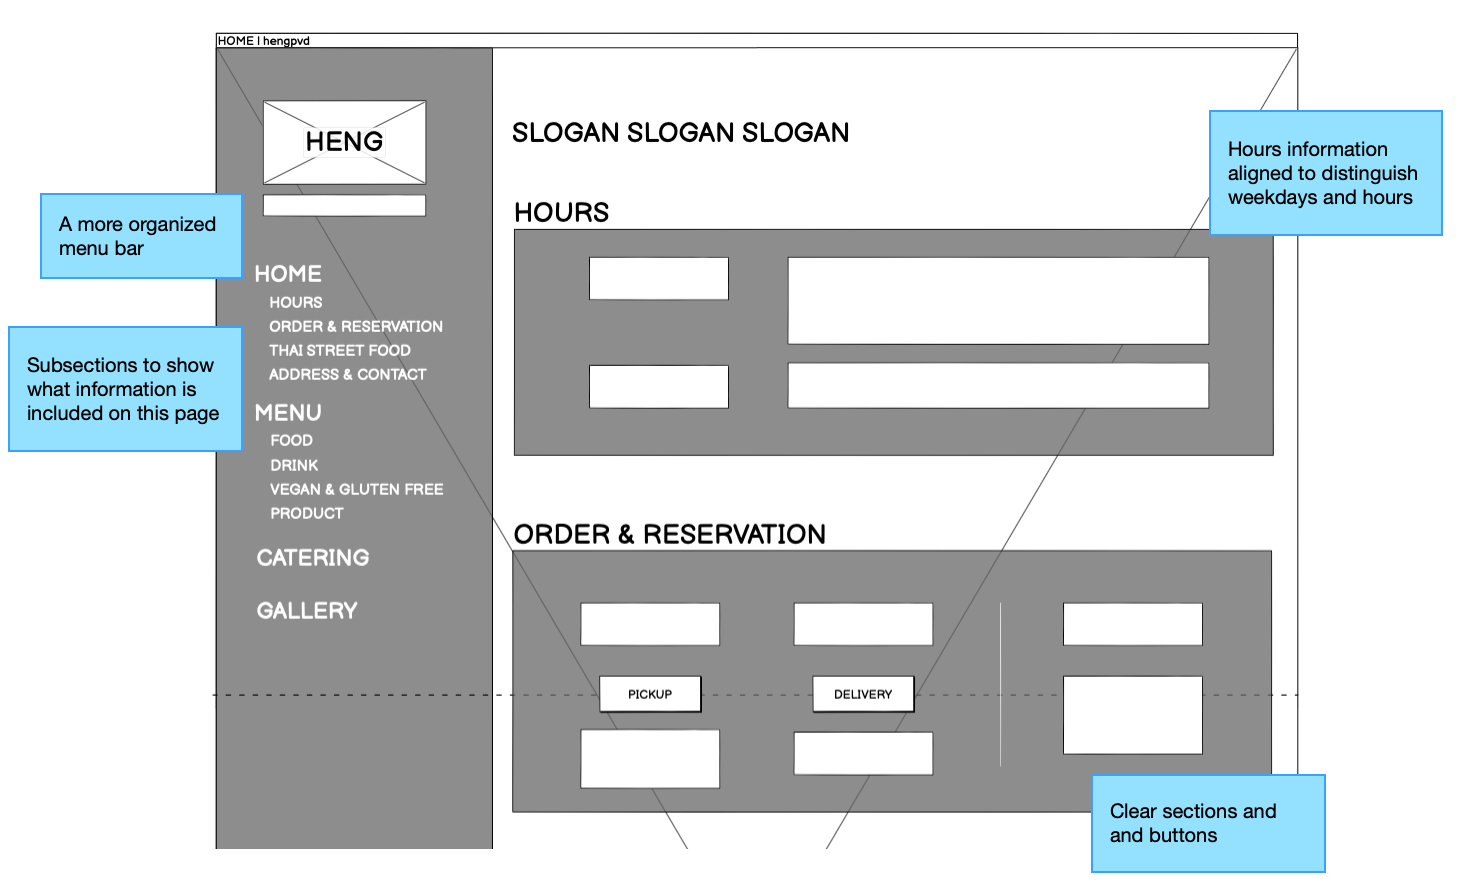 HOME | hengpvd
HENG
A more organized
menu bar
HOME
HOURS
ORDER & RESERVATION
THAI STREET FOOD
ADDRESS & CONTACT
Subsections to show
what information is
included on this page
MENU
FOOD
DRINK
VEGAN & GLUTEN FREE
PRODUCT
CATERING
GALLERY
SLOGAN SLOGAN SLOGAN
Hours information
aligned to distinguish
weekdays and hours
HOURS
ORDER & RESERVATION
PICKUP
DELIVERY
Clear sections and
and buttons